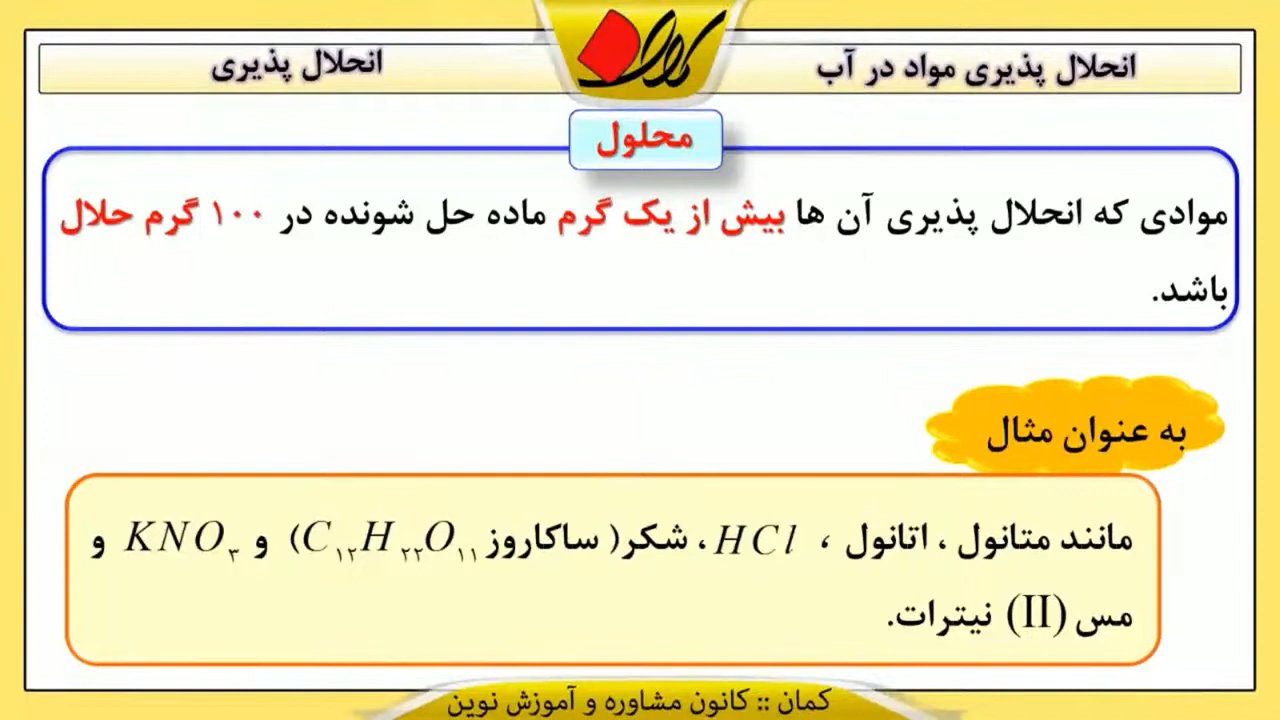 انحلال پذیری مواد در آب
کمان
انحلال پذیری
محلول
موادی که انحلال پذیری آن ها بیش از یک گرم ماده حل شونده در ۱۰۰ گرم حلال
باشد.
به عنوان مثال
مانند متانول ، اتانول ، HCl، شکر( ساکاروز C۱۲H۲۲O۱۱) و KNO۳ و
مس (II) نیترات.
کمان :: کانون مشاوره و آموزش نوین